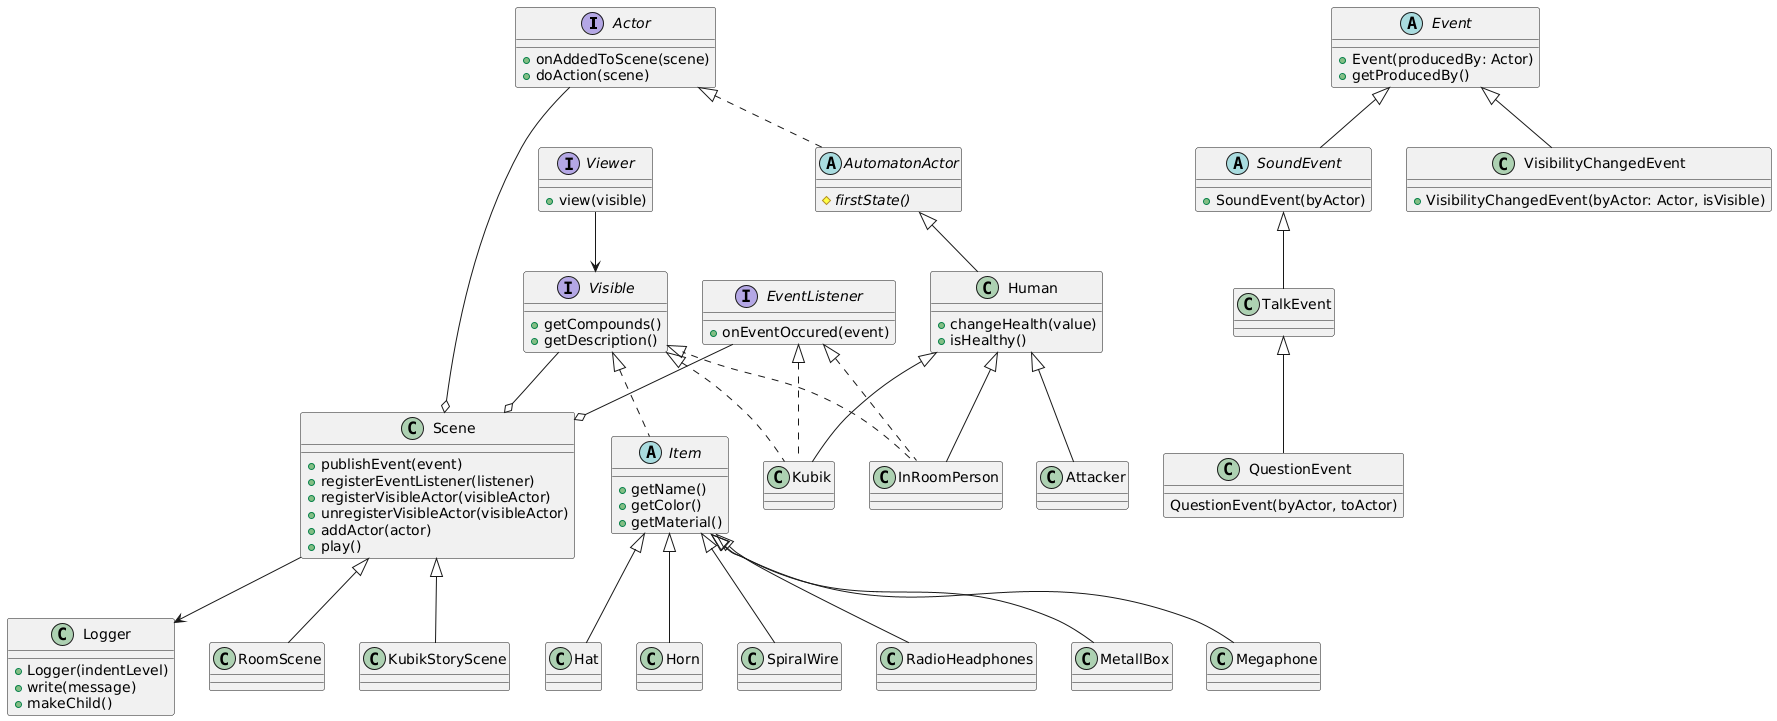 I Actor
+ onAddedToScene(scene)
+ doAction(scene)
A Event
+ Event(producedBy: Actor)
+ getProducedBy()
I Viewer
+ view(visible)
A AutomatonActor
# firstState()
A SoundEvent
+ SoundEvent(byActor)
C VisibilityChangedEvent
+ VisibilityChangedEvent(byActor: Actor, isVisible)
I Visible
+ getCompounds()
+ getDescription()
I EventListener
+ onEventOccured(event)
C Human
+ changeHealth(value)
+ isHealthy()
C TalkEvent
C Scene
+ publishEvent(event)
+ registerEventListener(listener)
+ registerVisibleActor(visibleActor)
+ unregisterVisibleActor(visibleActor)
+ addActor(actor)
+ play()
A Item
+ getName()
+ getColor()
+ getMaterial()
C Kubik
C InRoomPerson
C Attacker
C QuestionEvent
QuestionEvent(byActor, toActor)
C Logger
+ Logger(indentLevel)
+ write(message)
+ makeChild()
C RoomScene
C KubikStoryScene
C Hat
C Horn
C SpiralWire
C RadioHeadphones
C MetallBox
C Megaphone